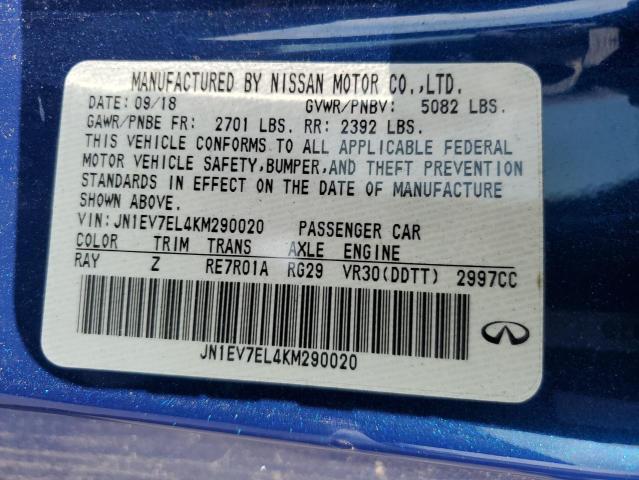 MANUFACTURED BY NISSAN MOTOR CO.,LTD.
DATE: 09/18 GVWR/PNBV: 5082 LBS.
GAWR/PNBE FR: 2701 LBS. RR: 2392 LBS.
THIS VEHICLE CONFORMS TO ALL APPLICABLE FEDERAL
MOTOR VEHICLE SAFETY,BUMPER,AND THEFT PREVENTION
STANDARDS IN EFFECT ON THE DATE OF MANUFACTURE
SHOWN ABOVE.
VIN:JN1EV7EL4KM290020 PASSENGER CAR
COLOR TRIM TRANS AXLE ENGINE
RAY Z RE7R01A RG29 VR30(DDTT) 2997CC
JN1EV7EL4KM290020